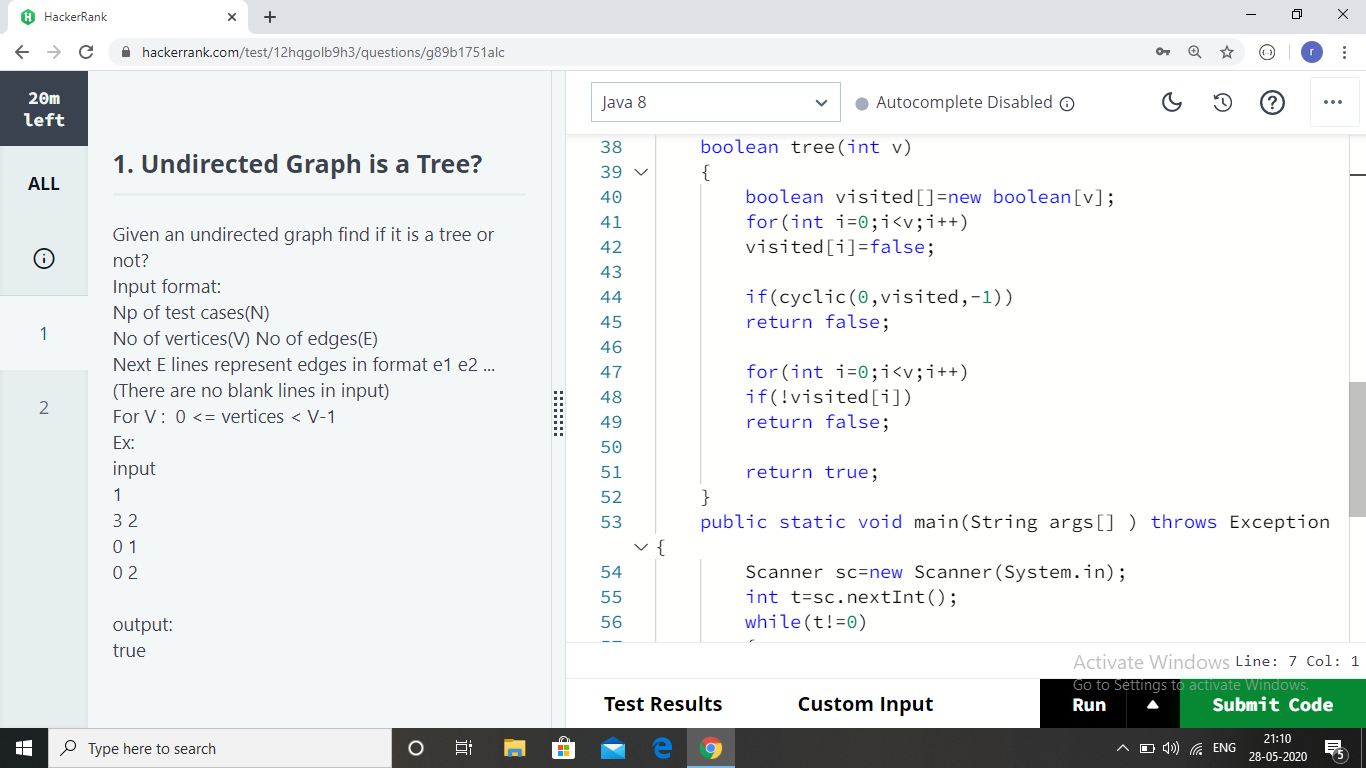 HackerRank
hackerrank.com/test/12hqgolb9h3/questions/g89b1751alc
r
20m
left
ALL
1
2
1. Undirected Graph is a Tree?
Given an undirected graph find if it is a tree or
not?
Input format:
Np of test cases(N)
No of vertices(V) No of edges(E)
Next E lines represent edges in format e1 e2 ...
(There are no blank lines in input)
For V : 0 <= vertices < V-1
Ex:
input
1
3 2
0 1
0 2
output:
true
Java 8
Autocomplete Disabled
38 boolean tree(int v)
39 {
40 boolean visited[]=new boolean[v];
41 for(int i=0;i<v;i++)
42 visited[i]=false;
43
44 if(cyclic(0,visited,-1))
45 return false;
46
47 for(int i=0;i<v;i++)
48 if(!visited[i])
49 return false;
50
51 return true;
52 }
53 public static void main(String args[] ) throws Exception
{
54 Scanner sc=new Scanner(System.in);
55 int t=sc.nextInt();
56 while(t!=0)
Activate Windows
Line: 7 Col: 1
Go to Settings to activate Windows.
Test Results
Custom Input
Run
Submit Code
Type here to search
ENG
21:10
28-05-2020
5